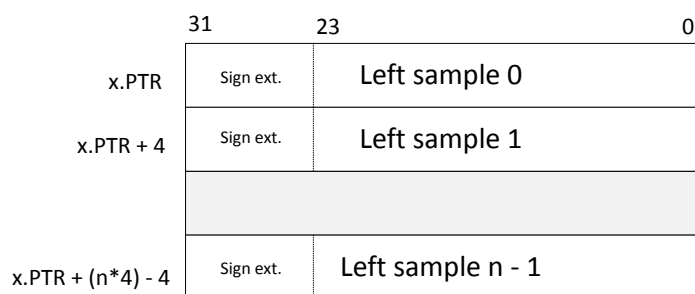 31 23 0
x.PTR Sign ext. Left sample 0
x.PTR + 4 Sign ext. Left sample 1
x.PTR + (n*4) - 4 Sign ext. Left sample n - 1